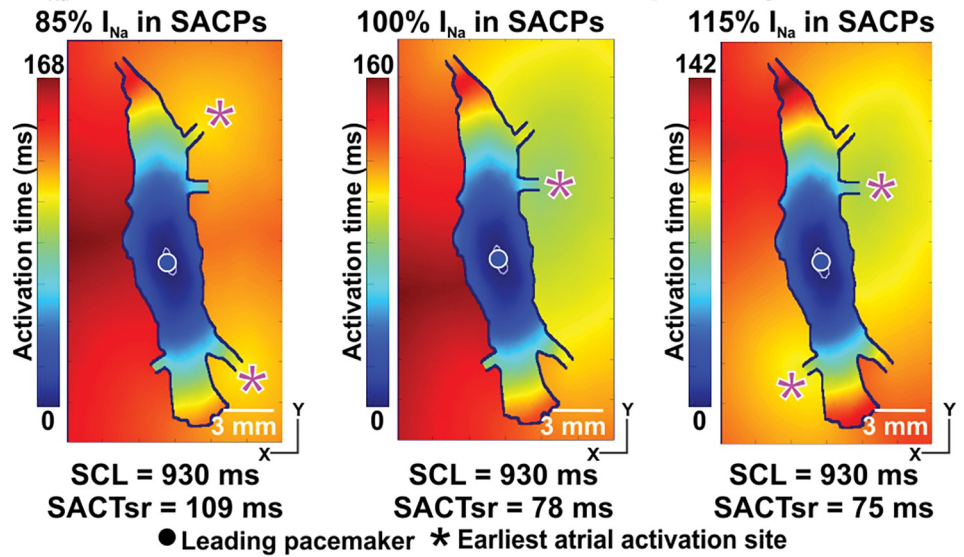 85% INa in SACPs
100% INa in SACPs
115% INa in SACPs
168
Activation time (ms)
0
*
*
3 mm
Y
X
160
Activation time (ms)
0
*
3 mm
Y
X
142
Activation time (ms)
0
*
*
3 mm
Y
X
SCL = 930 ms
SACTsr = 109 ms
SCL = 930 ms
SACTsr = 78 ms
SCL = 930 ms
SACTsr = 75 ms
● Leading pacemaker * Earliest atrial activation site